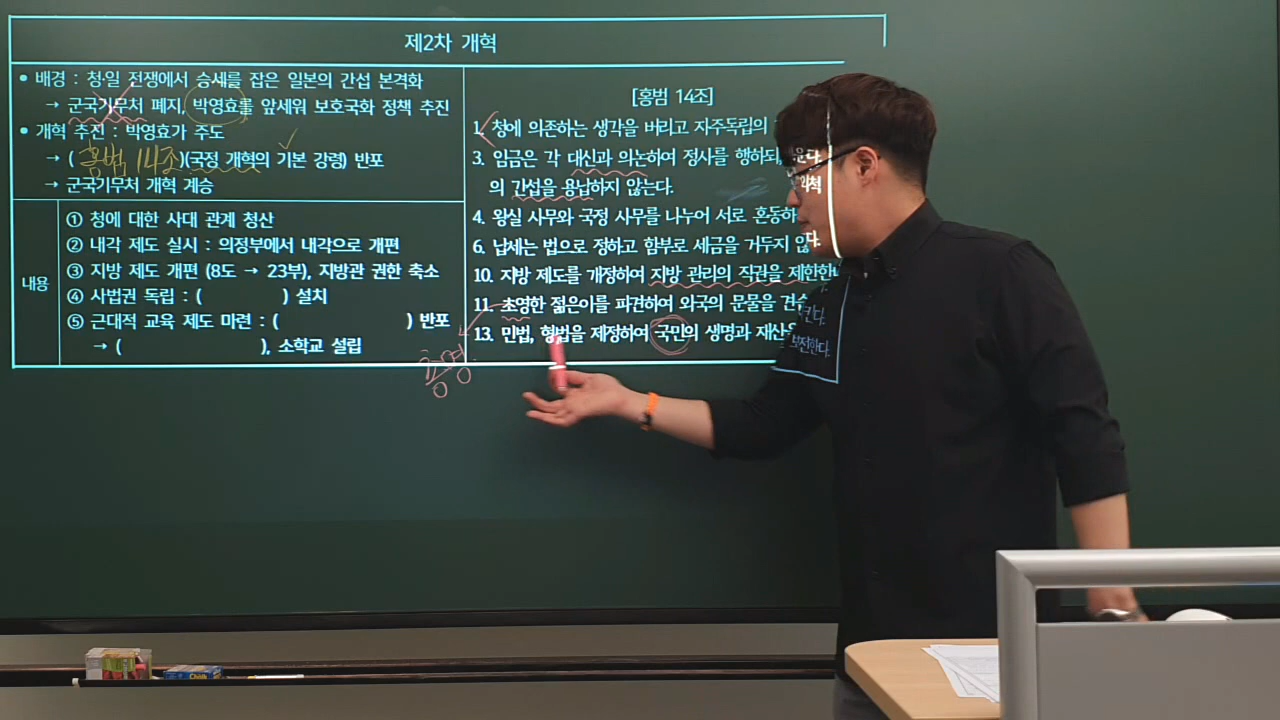 제2차 개혁
• 배경 : 청·일 전쟁에서 승세를 잡은 일본의 간섭 본격화
→ 군국기무처 폐지, 박영효를 앞세워 보호국화 정책 추진
• 개혁 추진 : 박영효가 주도
→ (홍범 14조)(국정 개혁의 기본 강령) 반포
→ 군국기무처 개혁 계승
내용
① 청에 대한 사대 관계 청산
② 내각 제도 실시 : 의정부에서 내각으로 개편
③ 지방 제도 개편 (8도 → 23부), 지방관 권한 축소
④ 사법권 독립 : ( ) 설치
⑤ 근대적 교육 제도 마련 : ( ) 반포
→ ( ), 소학교 설립
총명
[홍범 14조]
1. 청에 의존하는 생각을 버리고 자주독립의
3. 임금은 각 대신과 의논하여 정사를 행하되,
의 간섭을 용납하지 않는다.
4. 왕실 사무와 국정 사무를 나누어 서로 혼동하
6. 납세는 법으로 정하고 함부로 세금을 거두지 않 다.
10. 지방 제도를 개정하여 지방 관리의 직권을 제한한
11. 초영한 젊은이를 파견하여 외국의 문물을 견 킨다.
13. 민법, 형법을 제정하여 국민의 생명과 재산을 보전한다.